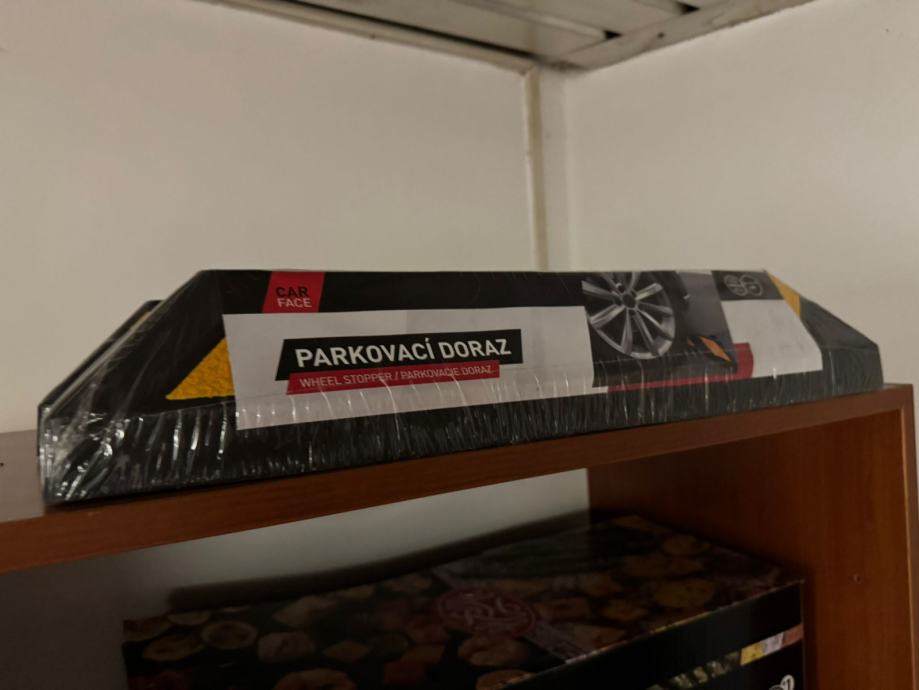 CAR
FACE
PARKOVACÍ DORAZ
WHEEL STOPPER / PARKOVACIE DORAZ